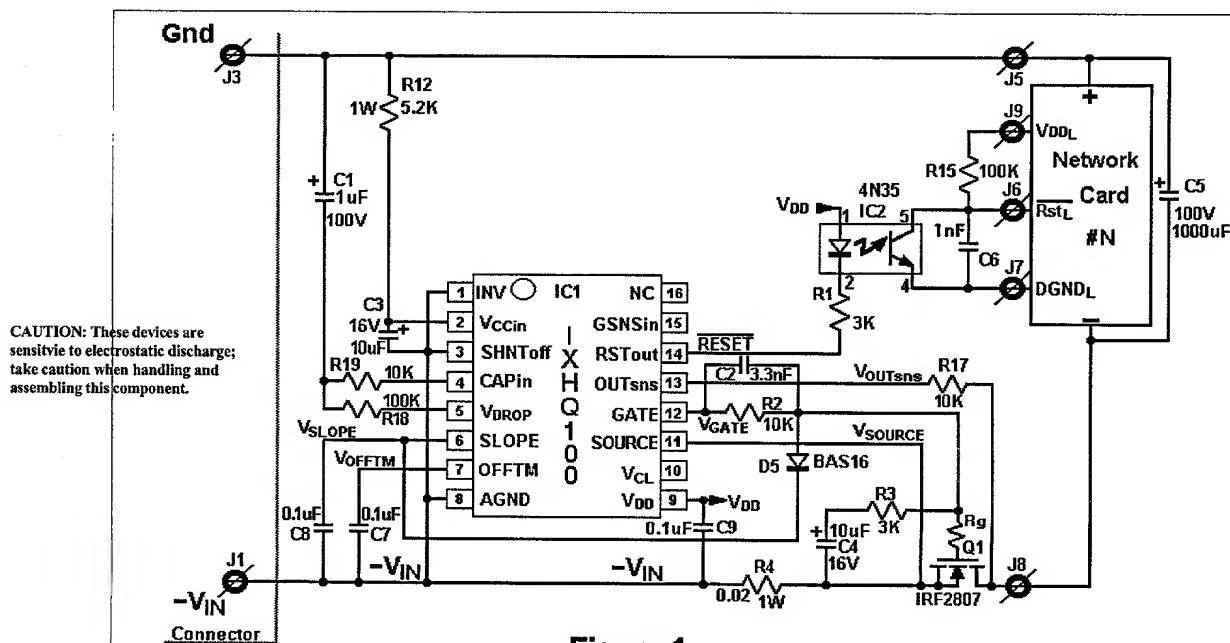 Gnd
J3
J5
R12
1W
5.2K
J9
VDDL
R15
100K
Network
Card
#N
C1
+
1uF
100V
4N35
IC2
VDD
1
5
J6
RstL
+
C5
100V
1000uF
1nF
C6
2
4
J7
DGNDL
R1
3K
CAUTION: These devices are
sensitvie to electrostatic discharge;
take caution when handling and
assembling this component.
C3
16V
+
10uF
1
INV
IC1
NC
16
2
VCCin
GSNSin
15
3
SHNToff
RSTout
14
RESET
4
CAPin
OUTsns
13
5
VDROP
GATE
12
6
SLOPE
SOURCE
11
7
OFFTM
VCL
10
8
AGND
VDD
9
IXHQ100
R19
10K
100K
R18
C2
3.3nF
VOUTsns
R17
10K
VGATE
R2
10K
VSOURCE
VSLOPE
VOFFTM
D5
BAS16
VDD
0.1uF
C8
0.1uF
C7
0.1uF
C9
+
10uF
C4
16V
R3
3K
Rg
Q1
J1
-VIN
-VIN
-VIN
R4
0.02
1W
IRF2807
J8
+
−
Connector